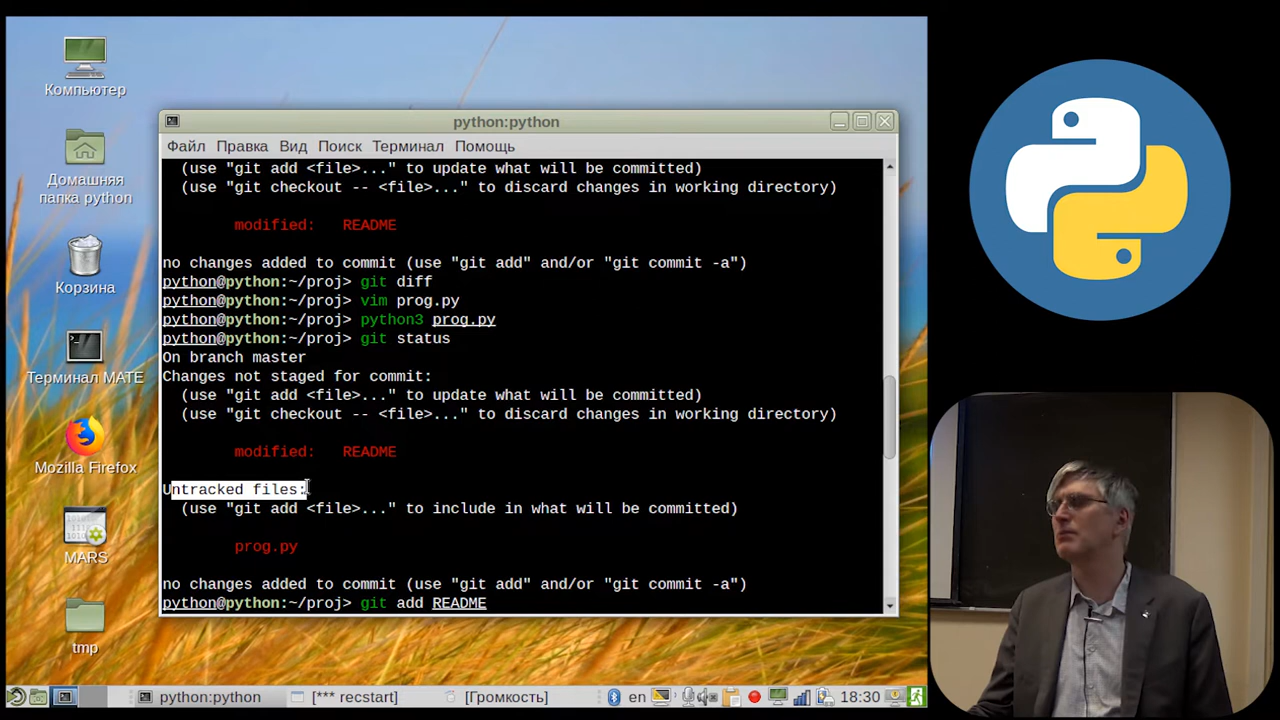 Компьютер
Домашняя
папка python
Корзина
Терминал MATE
Mozilla Firefox
MARS
tmp
python:python
Файл Правка Вид Поиск Терминал Помощь
(use "git add <file>..." to update what will be committed)
(use "git checkout -- <file>..." to discard changes in working directory)
modified: README
no changes added to commit (use "git add" and/or "git commit -a")
python@python:~/proj> git diff
python@python:~/proj> vim prog.py
python@python:~/proj> python3 prog.py
python@python:~/proj> git status
On branch master
Changes not staged for commit:
(use "git add <file>..." to update what will be committed)
(use "git checkout -- <file>..." to discard changes in working directory)
modified: README
Untracked files:
(use "git add <file>..." to include in what will be committed)
prog.py
no changes added to commit (use "git add" and/or "git commit -a")
python@python:~/proj> git add README
python:python [*** recstart] [Громкость] en 18:30